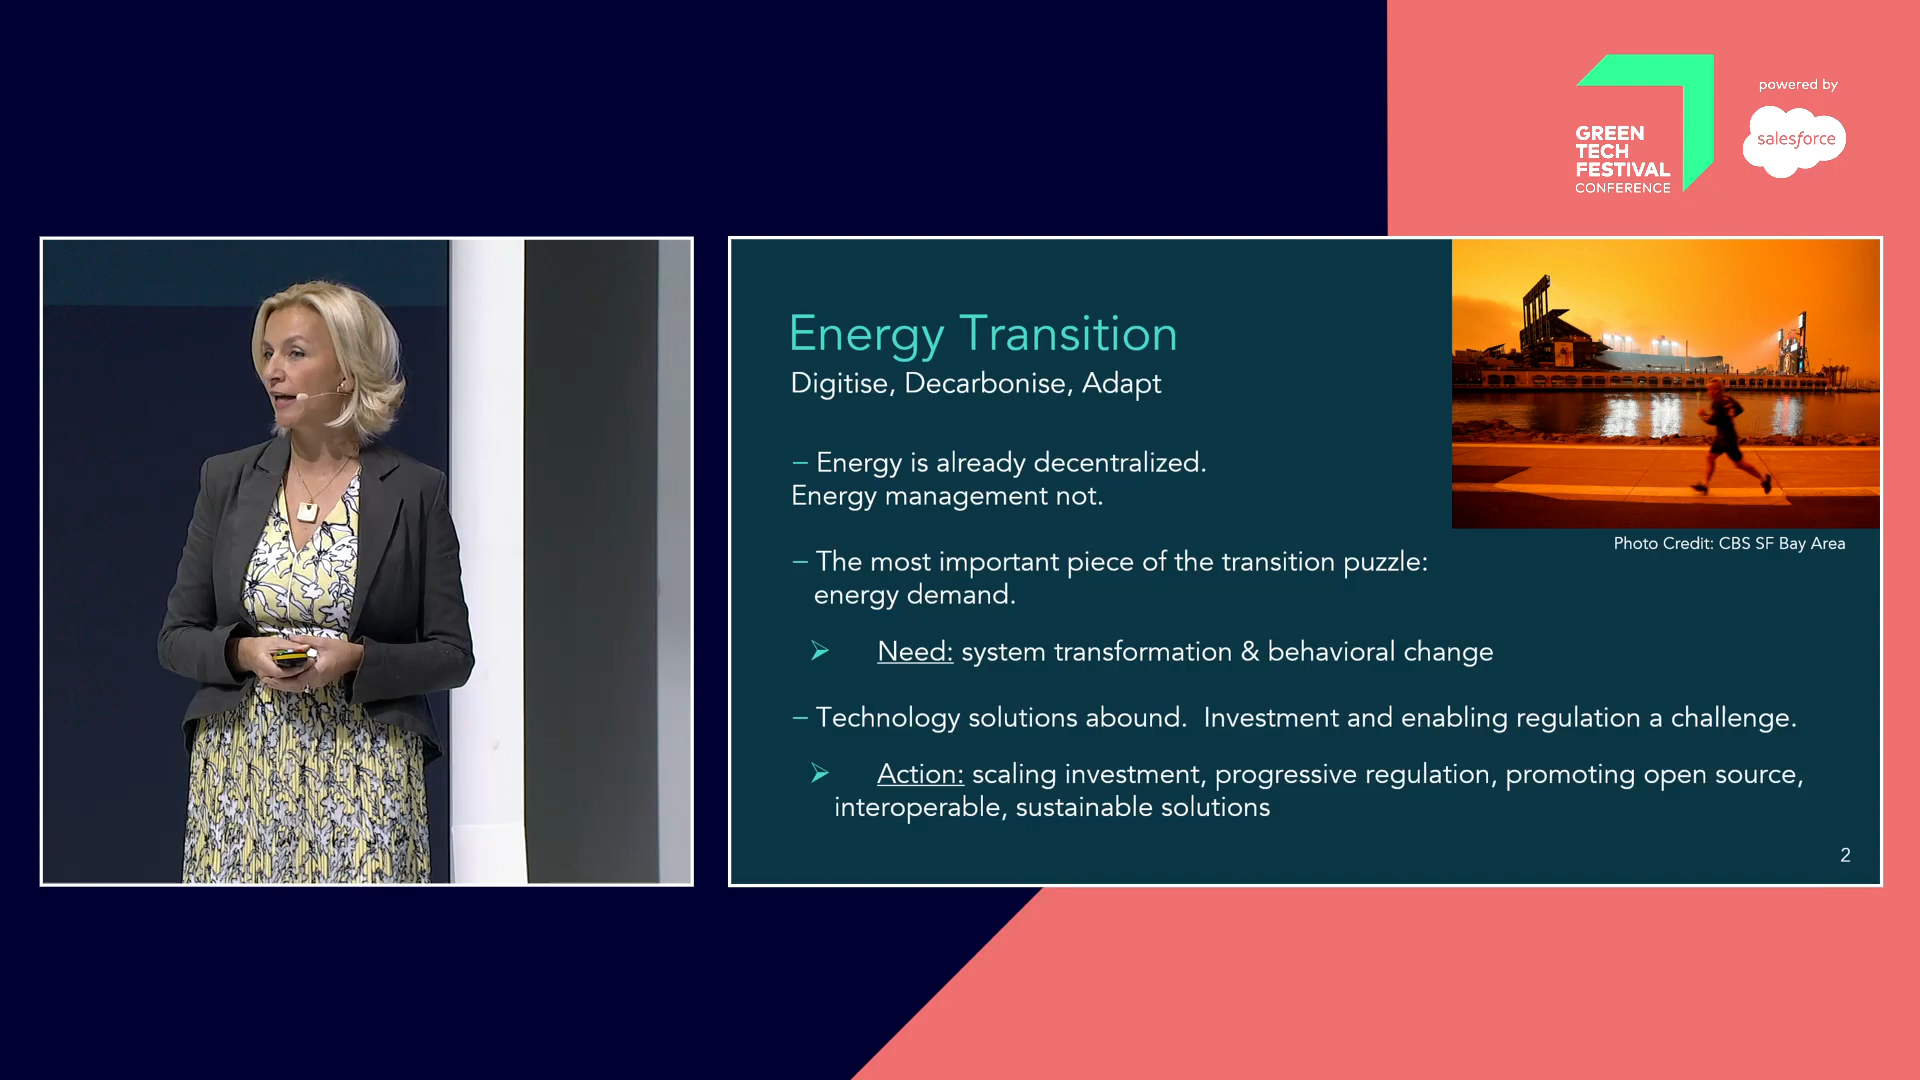 powered by
salesforce
GREEN
TECH
FESTIVAL
CONFERENCE
Energy Transition
Digitise, Decarbonise, Adapt
– Energy is already decentralized.
Energy management not.
– The most important piece of the transition puzzle:
energy demand.
➢ Need: system transformation & behavioral change
– Technology solutions abound. Investment and enabling regulation a challenge.
➢ Action: scaling investment, progressive regulation, promoting open source,
interoperable, sustainable solutions
Photo Credit: CBS SF Bay Area
2